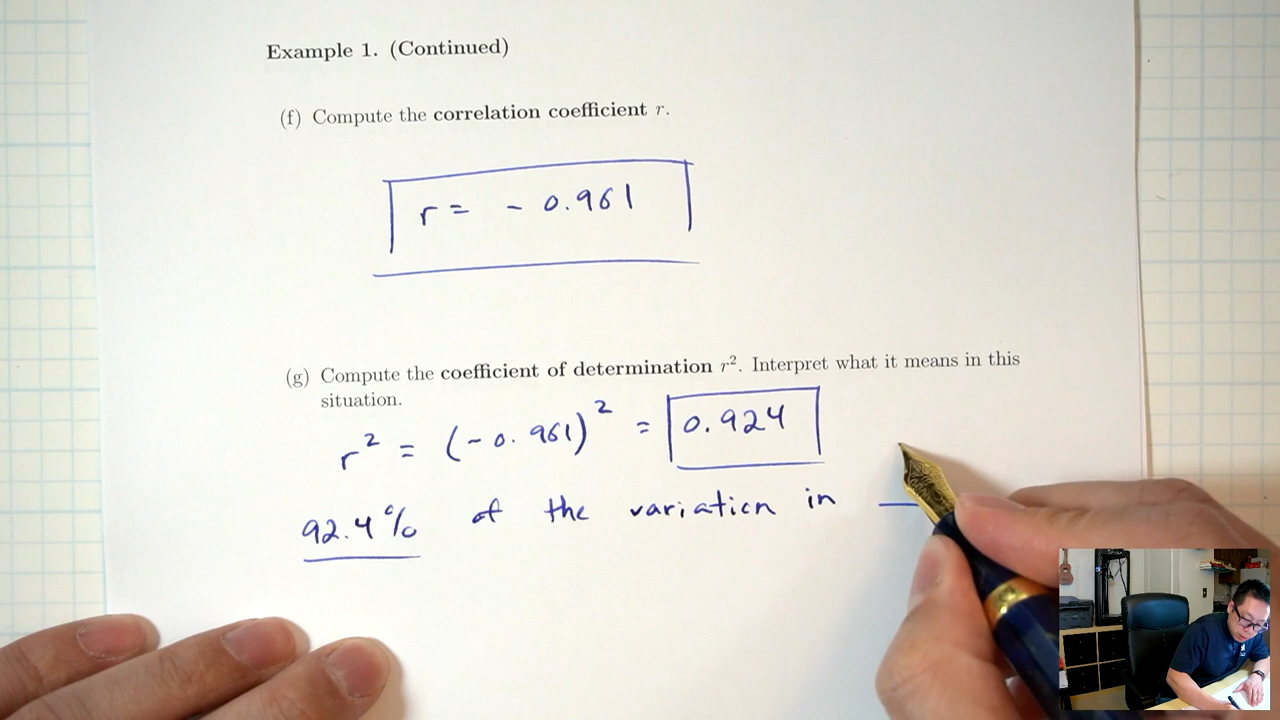 Example 1. (Continued)
(f) Compute the correlation coefficient r.
r = - 0.961
(g) Compute the coefficient of determination r². Interpret what it means in this
situation.
r² = (-0.961)² = 0.924
92.4% of the variation in